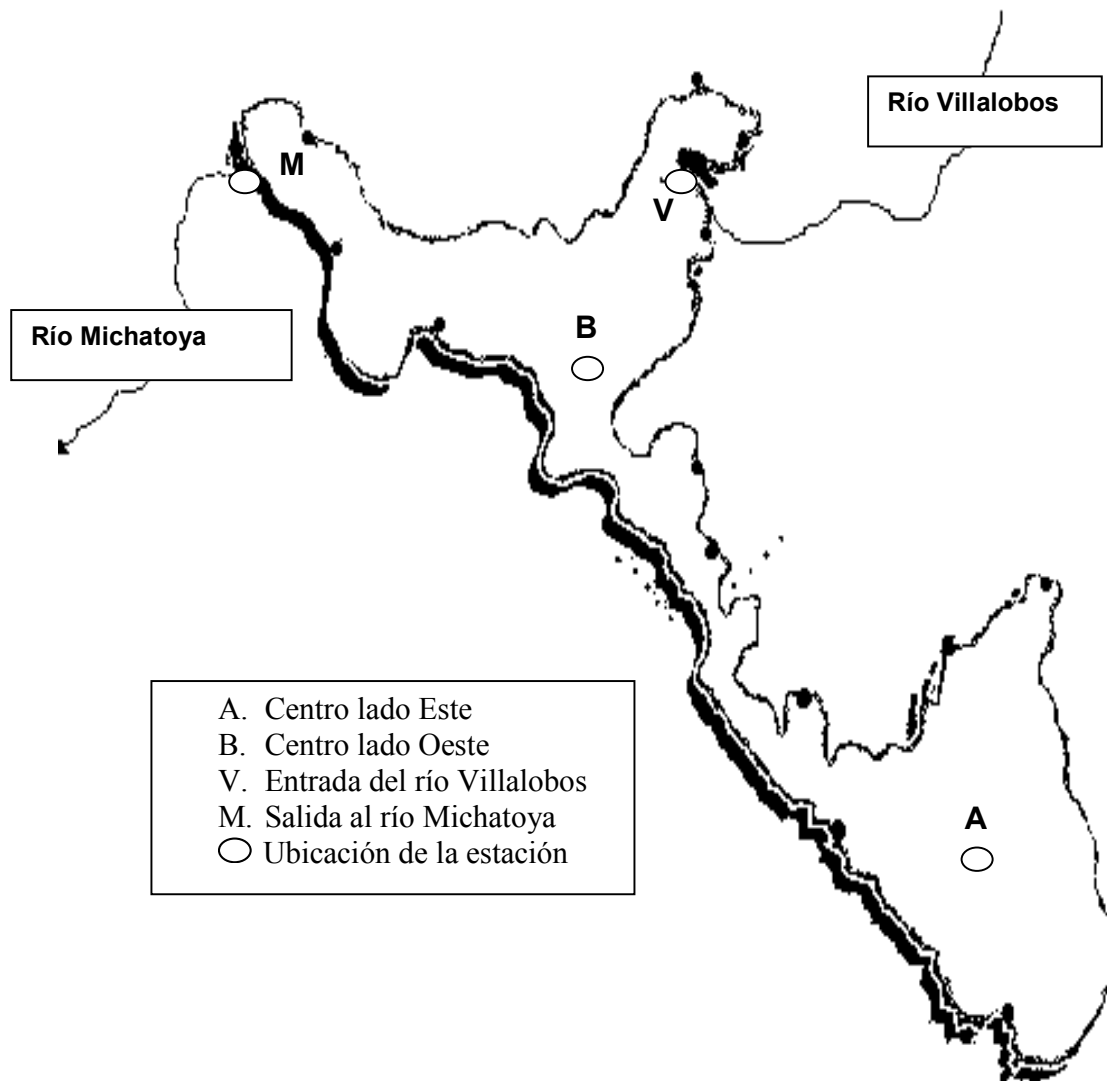 Río Villalobos
M
V
Río Michatoya
B
A. Centro lado Este
B. Centro lado Oeste
V. Entrada del río Villalobos
M. Salida al río Michatoya
Ubicación de la estación
A